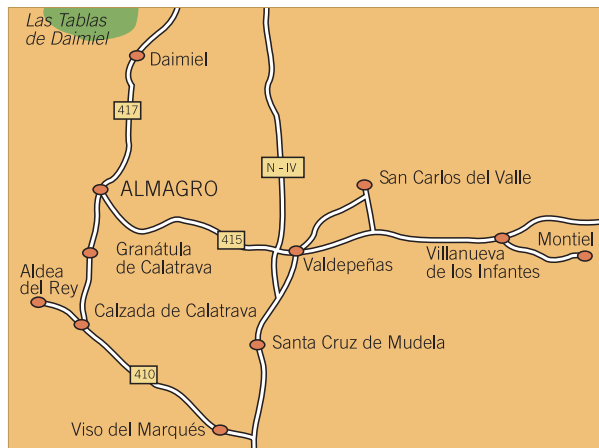 Las Tablas
de Daimiel
Daimiel
417
N - IV
San Carlos del Valle
ALMAGRO
415
Granátula
de Calatrava
Valdepeñas
Villanueva
de los Infantes
Montiel
Aldea
del Rey
Calzada de Calatrava
Santa Cruz de Mudela
410
Viso del Marqués